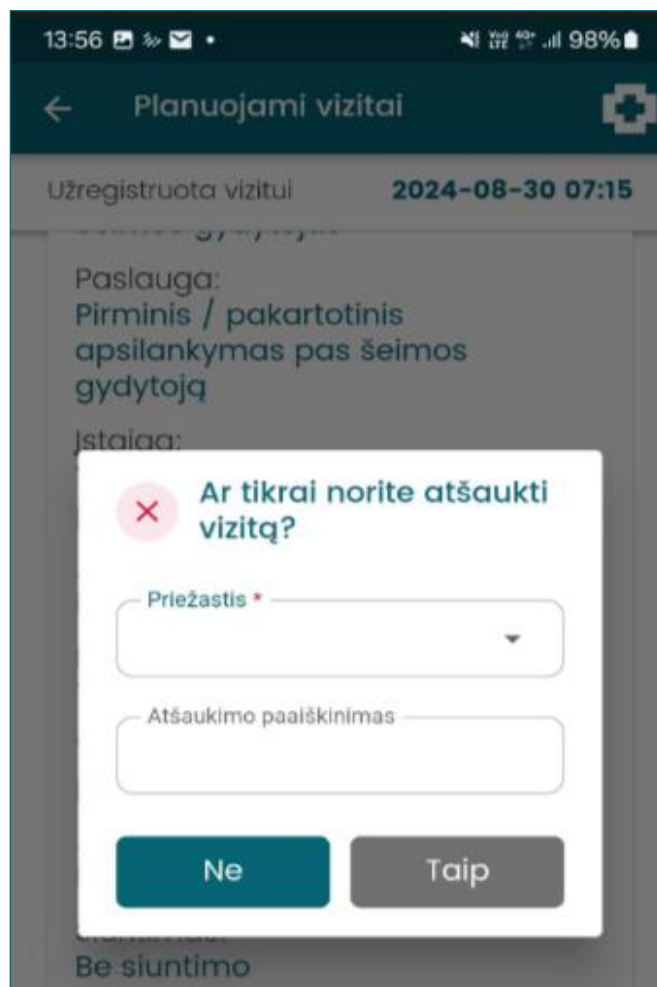 13:56 98%
Planuojami vizitai
Užregistruota vizitui 2024-08-30 07:15
Paslauga:
Pirminis / pakartotinis
apsilankymas pas šeimos
gydytoją
Įstaiga:
Ar tikrai norite atšaukti
vizitą?
Priežastis *
Atšaukimo paaiškinimas
Ne Taip
Be siuntimo